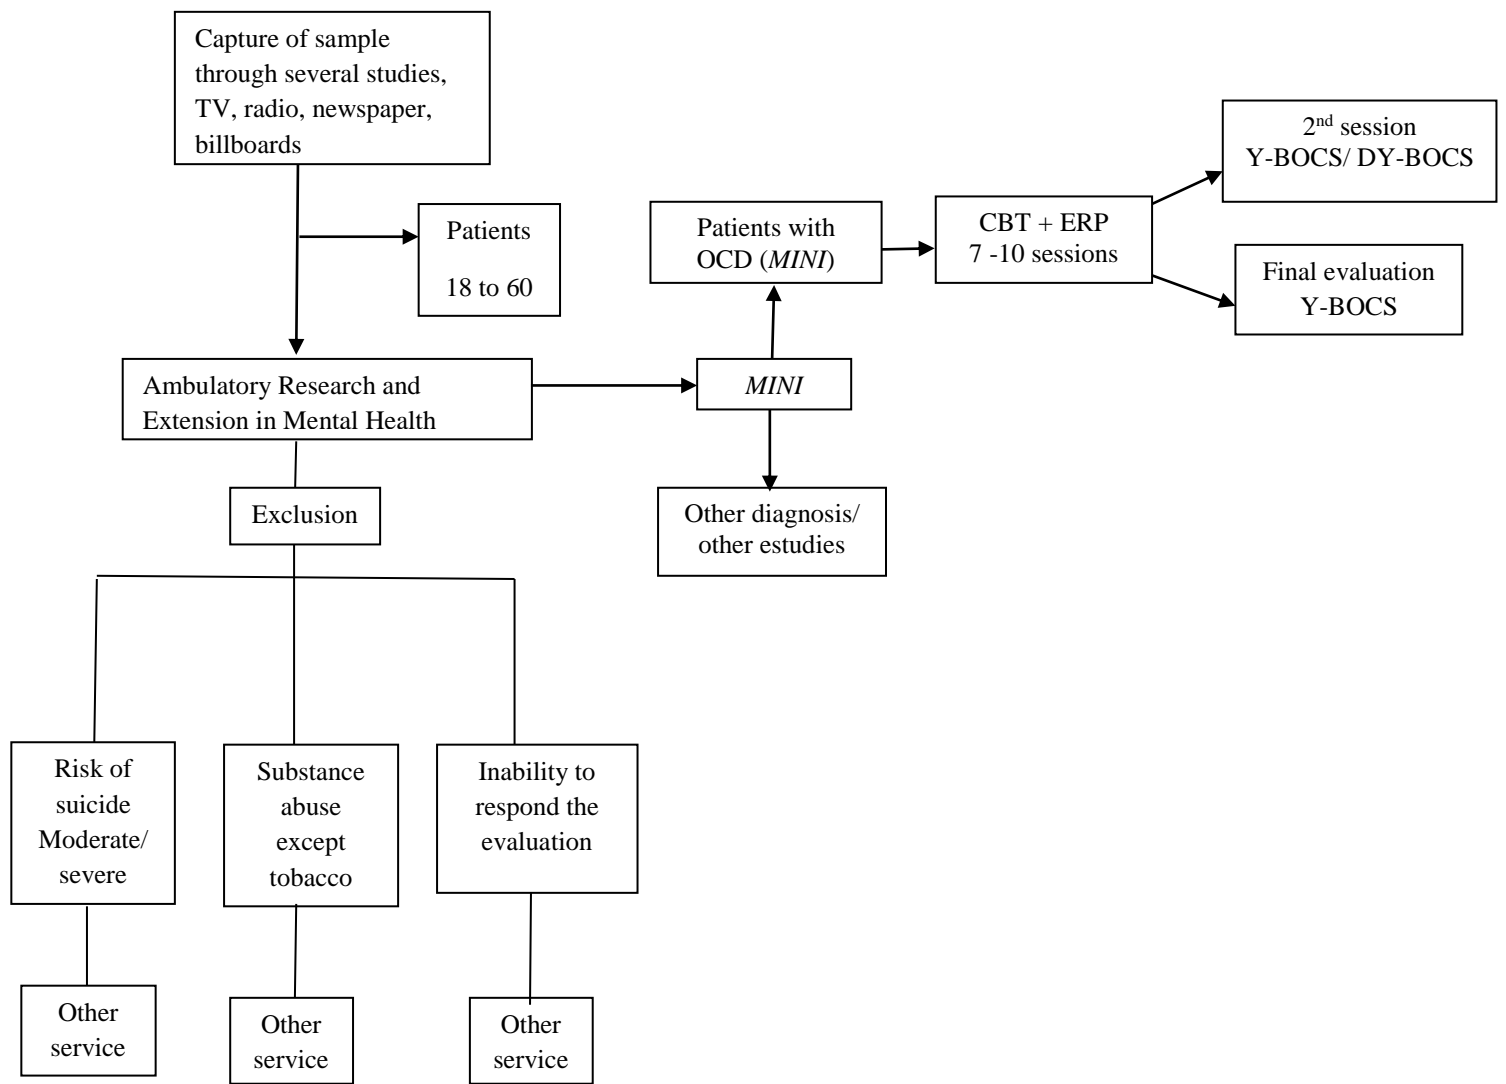 Capture of sample
through several studies,
TV, radio, newspaper,
billboards
Patients
18 to 60
Ambulatory Research and
Extension in Mental Health
MINI
Patients with
OCD (MINI)
CBT + ERP
7 -10 sessions
2nd session
Y-BOCS/ DY-BOCS
Final evaluation
Y-BOCS
Other diagnosis/
other estudies
Exclusion
Risk of
suicide
Moderate/
severe
Substance
abuse
except
tobacco
Inability to
respond the
evaluation
Other
service
Other
service
Other
service